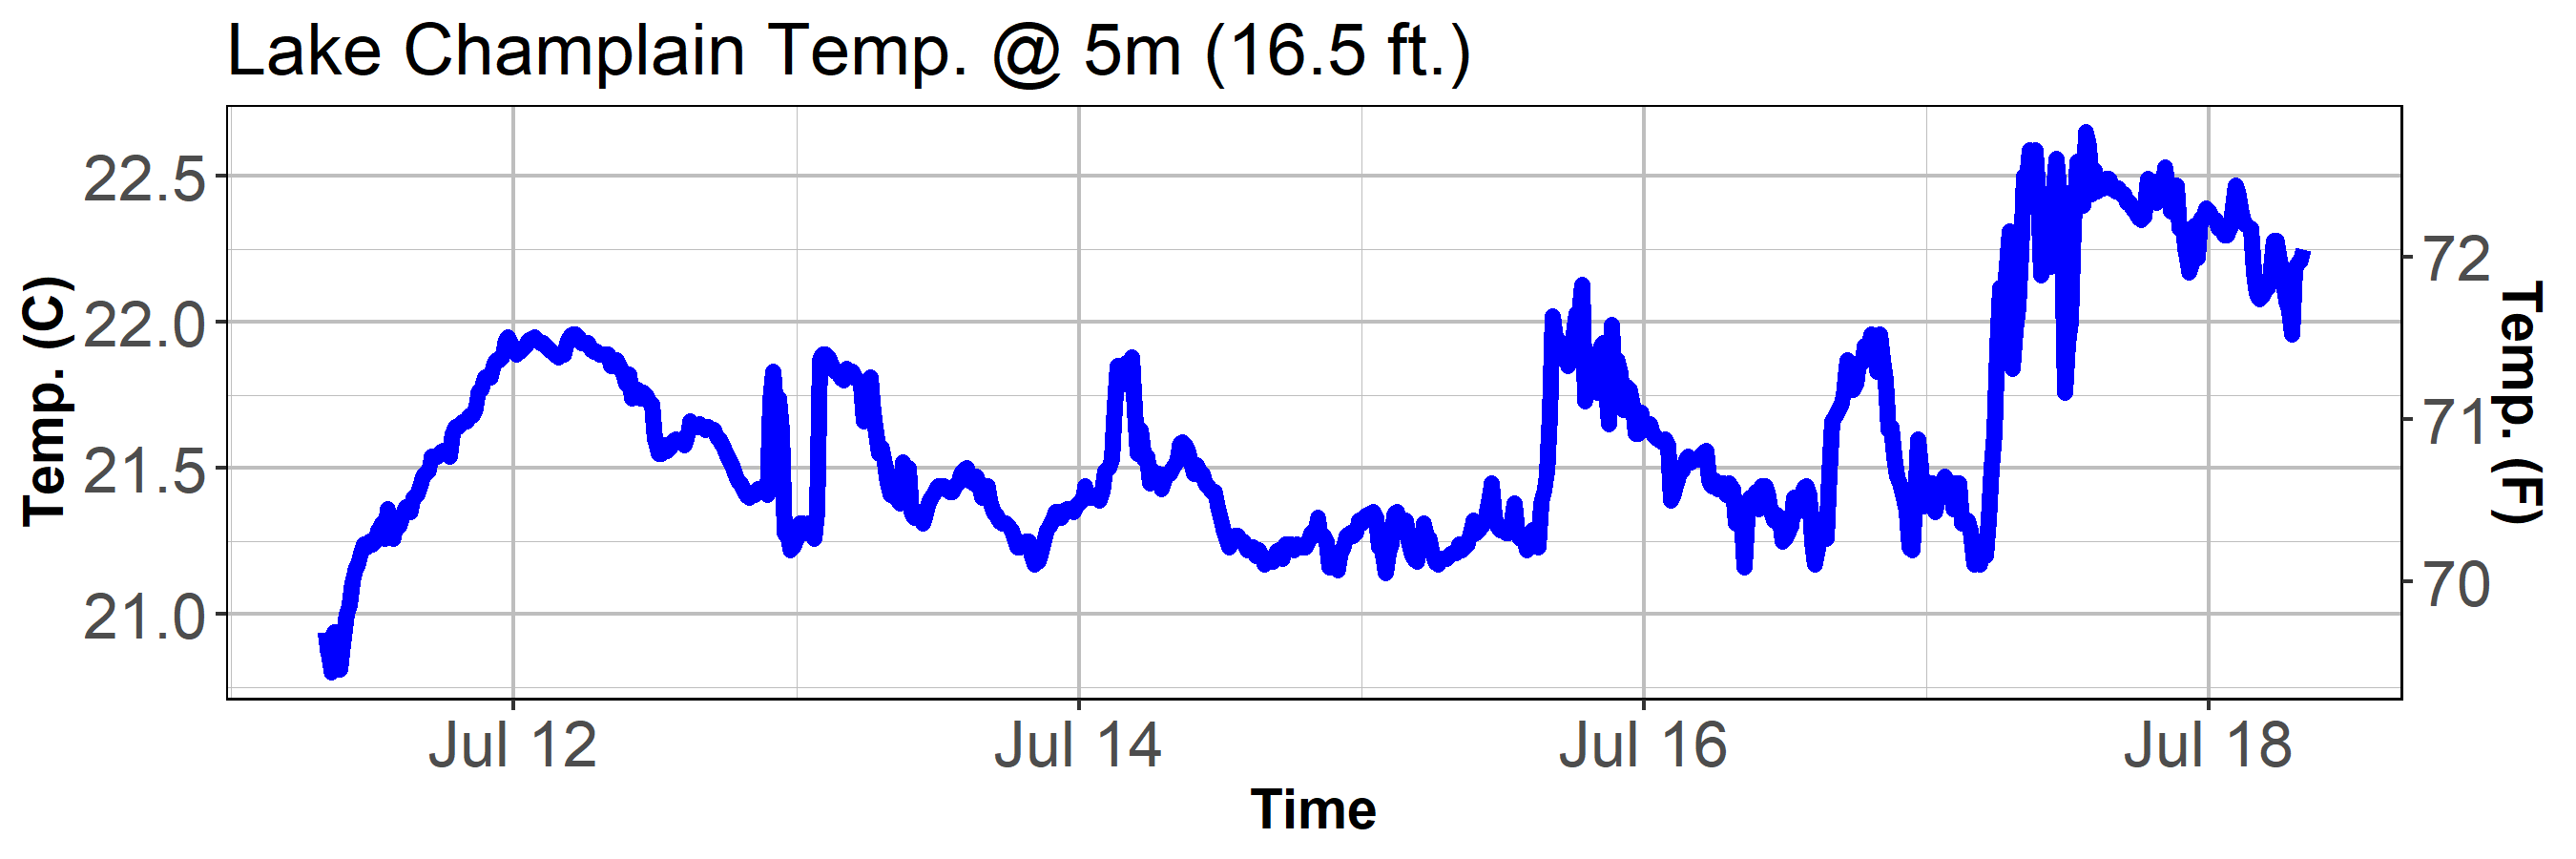 Lake Champlain Temp. @ 5m (16.5 ft.)
Temp. (C)
22.5
22.0
21.5
21.0
72
71
70
Temp. (F)
Jul 12 Jul 14 Jul 16 Jul 18
Time